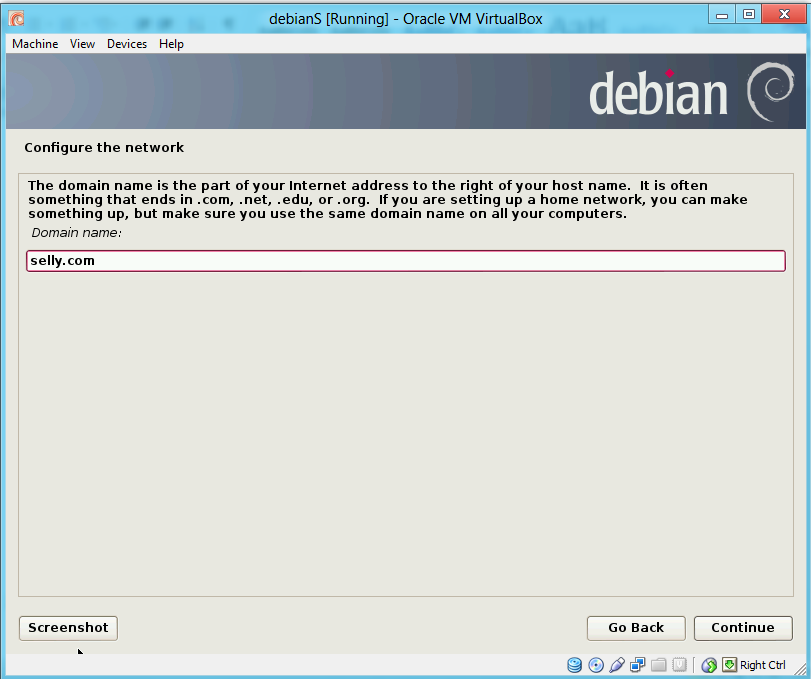 debianS [Running] - Oracle VM VirtualBox
Machine View Devices Help
debian
Configure the network
The domain name is the part of your Internet address to the right of your host name.  It is often
something that ends in .com, .net, .edu, or .org.  If you are setting up a home network, you can make
something up, but make sure you use the same domain name on all your computers.
Domain name:
selly.com
Screenshot Go Back Continue
Right Ctrl